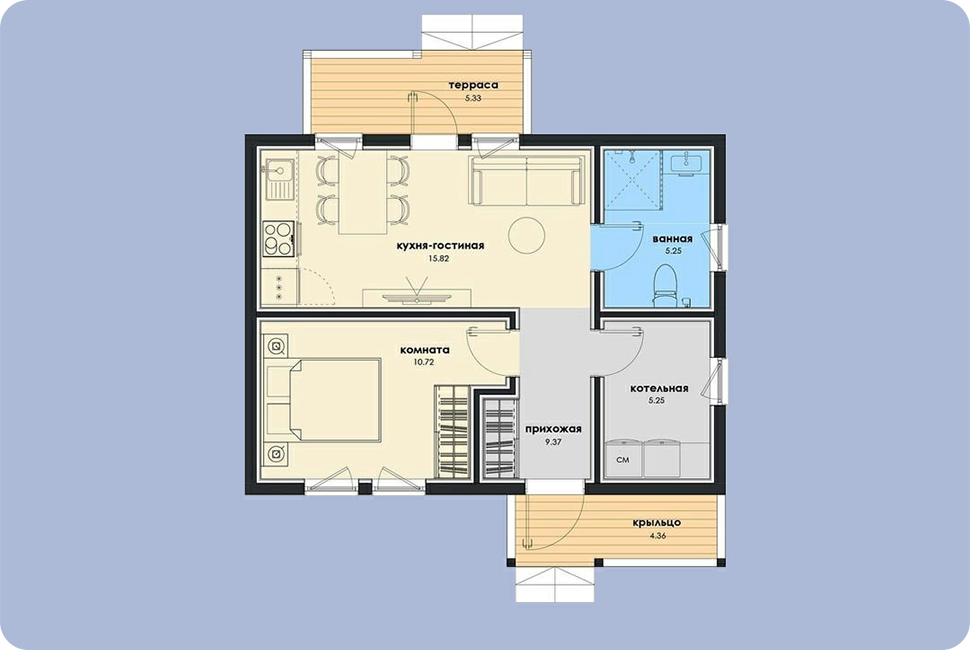 терраса
5.33
кухня-гостиная
15.82
ванная
5.25
комната
10.72
котельная
5.25
прихожая
9.37
СМ
крыльцо
4.36